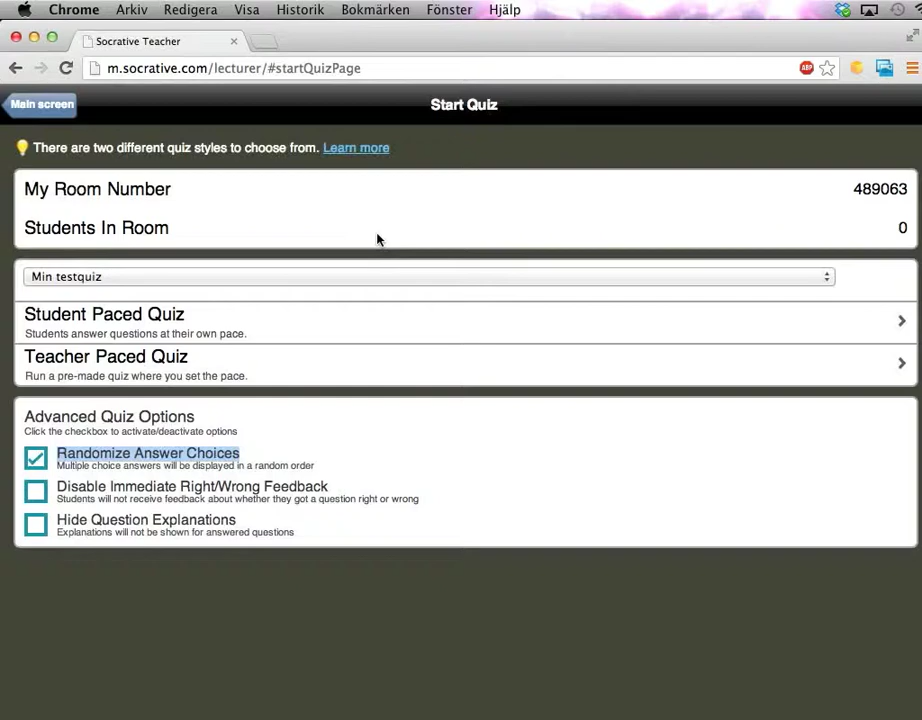 Chrome Arkiv Redigera Visa Historik Bokmärken Fönster Hjälp
Socrative Teacher
m.socrative.com/lecturer/#startQuizPage
ABP
Main screen
Start Quiz
There are two different quiz styles to choose from. Learn more
My Room Number 489063
Students In Room 0
Min testquiz
Student Paced Quiz
Students answer questions at their own pace.
Teacher Paced Quiz
Run a pre-made quiz where you set the pace.
Advanced Quiz Options
Click the checkbox to activate/deactivate options
Randomize Answer Choices
Multiple choice answers will be displayed in a random order
Disable Immediate Right/Wrong Feedback
Students will not receive feedback about whether they got a question right or wrong
Hide Question Explanations
Explanations will not be shown for answered questions